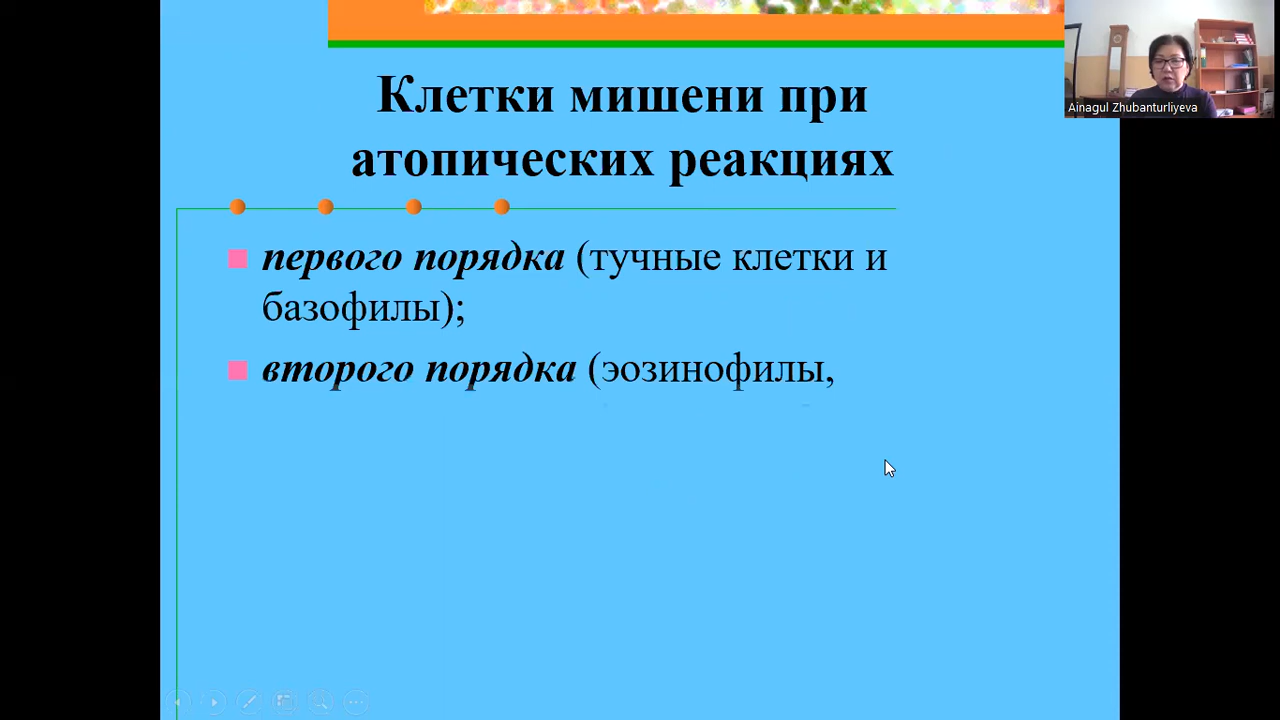 Клетки мишени при
атопических реакциях
первого порядка (тучные клетки и
базофилы);
второго порядка (эозинофилы,
Ainagul Zhubanturliyeva